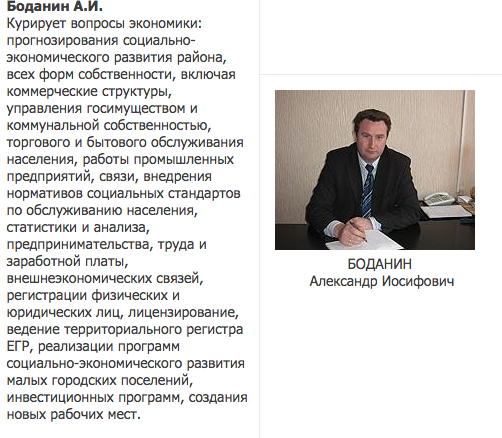 Боданин А.И.
Курирует вопросы экономики:
прогнозирования социально-
экономического развития района,
всех форм собственности, включая
коммерческие структуры,
управления госимуществом и
коммунальной собственностью,
торгового и бытового обслуживания
населения, работы промышленных
предприятий, связи, внедрения
нормативов социальных стандартов
по обслуживанию населения,
статистики и анализа,
предпринимательства, труда и
заработной платы,
внешнеэкономических связей,
регистрации физических и
юридических лиц, лицензирование,
ведение территориального регистра
ЕГР, реализации программ
социально-экономического развития
малых городских поселений,
инвестиционных программ, создания
новых рабочих мест.
БОДАНИН
Александр Иосифович